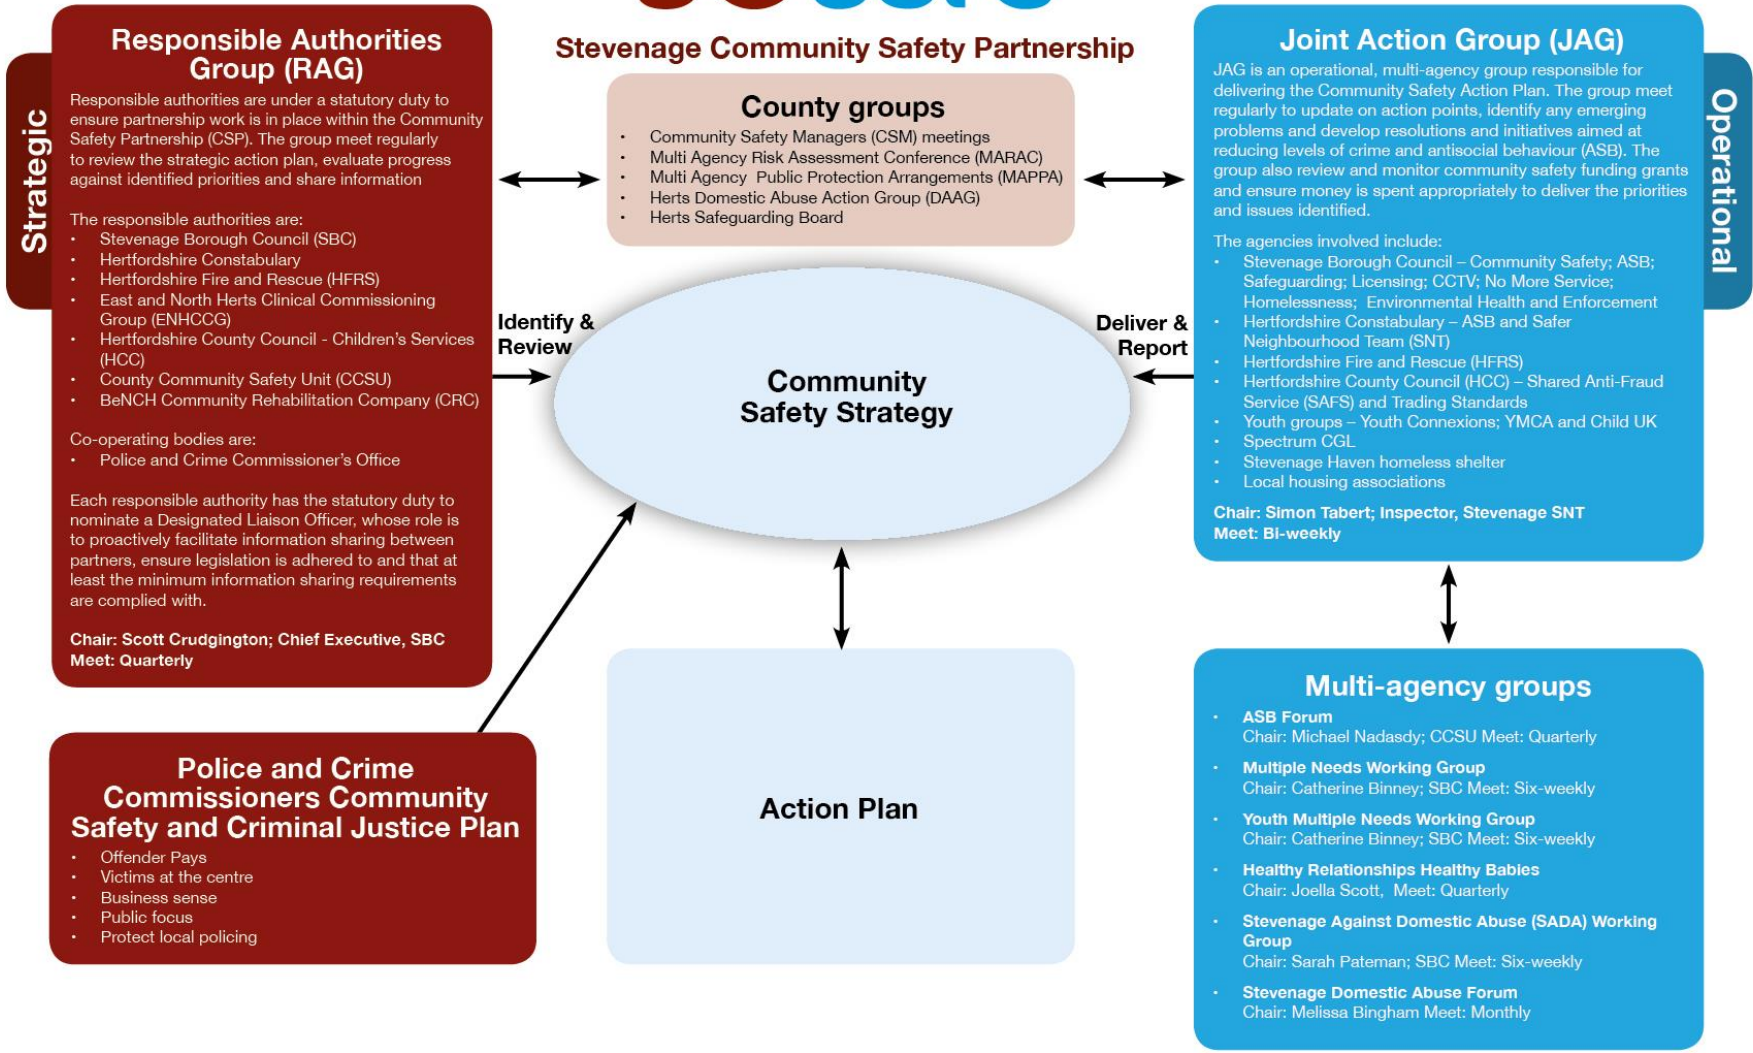 Strategic
Responsible Authorities
Group (RAG)
Responsible authorities are under a statutory duty to
ensure partnership work is in place within the Community
Safety Partnership (CSP). The group meet regularly
to review the strategic action plan, evaluate progress
against identified priorities and share information
The responsible authorities are:
• Stevenage Borough Council (SBC)
• Hertfordshire Constabulary
• Hertfordshire Fire and Rescue (HFRS)
• East and North Herts Clinical Commissioning
Group (ENHCCG)
• Hertfordshire County Council - Children's Services
(HCC)
• County Community Safety Unit (CCSU)
• BeNCH Community Rehabilitation Company (CRC)
Co-operating bodies are:
• Police and Crime Commissioner's Office
Each responsible authority has the statutory duty to
nominate a Designated Liaison Officer, whose role is
to proactively facilitate information sharing between
partners, ensure legislation is adhered to and that at
least the minimum information sharing requirements
are complied with.
Chair: Scott Crudgington; Chief Executive, SBC
Meet: Quarterly
Police and Crime
Commissioners Community
Safety and Criminal Justice Plan
• Offender Pays
• Victims at the centre
• Business sense
• Public focus
• Protect local policing
Stevenage Community Safety Partnership
County groups
• Community Safety Managers (CSM) meetings
• Multi Agency Risk Assessment Conference (MARAC)
• Multi Agency Public Protection Arrangements (MAPPA)
• Herts Domestic Abuse Action Group (DAAG)
• Herts Safeguarding Board
Identify &
Review
Community
Safety Strategy
Deliver &
Report
Action Plan
Joint Action Group (JAG)
JAG is an operational, multi-agency group responsible for
delivering the Community Safety Action Plan. The group meet
regularly to update on action points, identify any emerging
problems and develop resolutions and initiatives aimed at
reducing levels of crime and antisocial behaviour (ASB). The
group also review and monitor community safety funding grants
and ensure money is spent appropriately to deliver the priorities
and issues identified.
The agencies involved include:
• Stevenage Borough Council – Community Safety; ASB;
Safeguarding; Licensing; CCTV; No More Service;
Homelessness; Environmental Health and Enforcement
• Hertfordshire Constabulary – ASB and Safer
Neighbourhood Team (SNT)
• Hertfordshire Fire and Rescue (HFRS)
• Hertfordshire County Council (HCC) – Shared Anti-Fraud
Service (SAFS) and Trading Standards
• Youth groups – Youth Connexions; YMCA and Child UK
• Spectrum CGL
• Stevenage Haven homeless shelter
• Local housing associations
Chair: Simon Tabert; Inspector, Stevenage SNT
Meet: Bi-weekly
Operational
Multi-agency groups
• ASB Forum
Chair: Michael Nadasdy; CCSU Meet: Quarterly
• Multiple Needs Working Group
Chair: Catherine Binney; SBC Meet: Six-weekly
• Youth Multiple Needs Working Group
Chair: Catherine Binney; SBC Meet: Six-weekly
• Healthy Relationships Healthy Babies
Chair: Joella Scott, Meet: Quarterly
• Stevenage Against Domestic Abuse (SADA) Working
Group
Chair: Sarah Pateman; SBC Meet: Six-weekly
• Stevenage Domestic Abuse Forum
Chair: Melissa Bingham Meet: Monthly